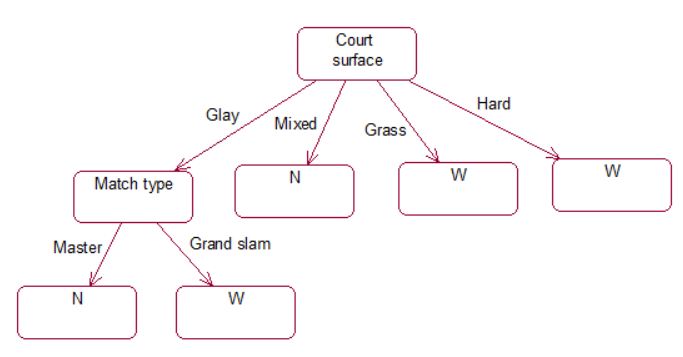 Court
surface
Glay
Mixed
Grass
Hard
Match type
N
W
W
Master
Grand slam
N
W